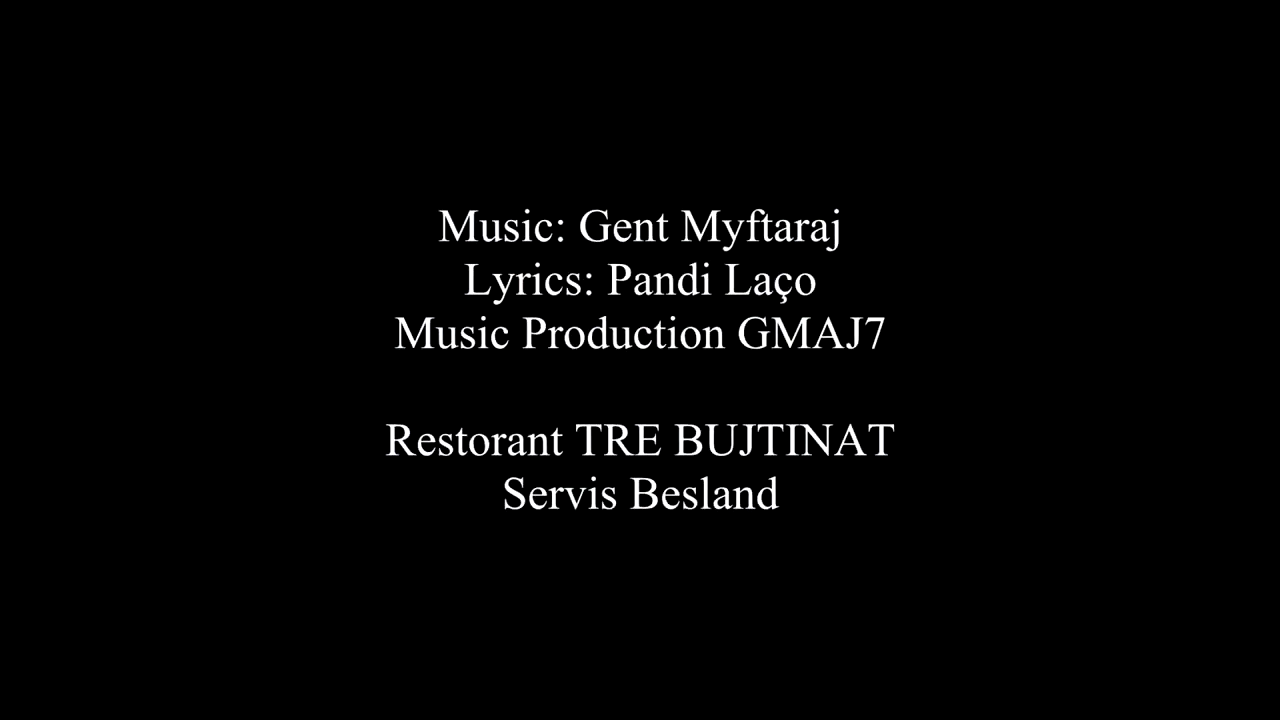 Music: Gent Myftaraj
Lyrics: Pandi Laço
Music Production GMAJ7
Restorant TRE BUJTINAT
Servis Besland